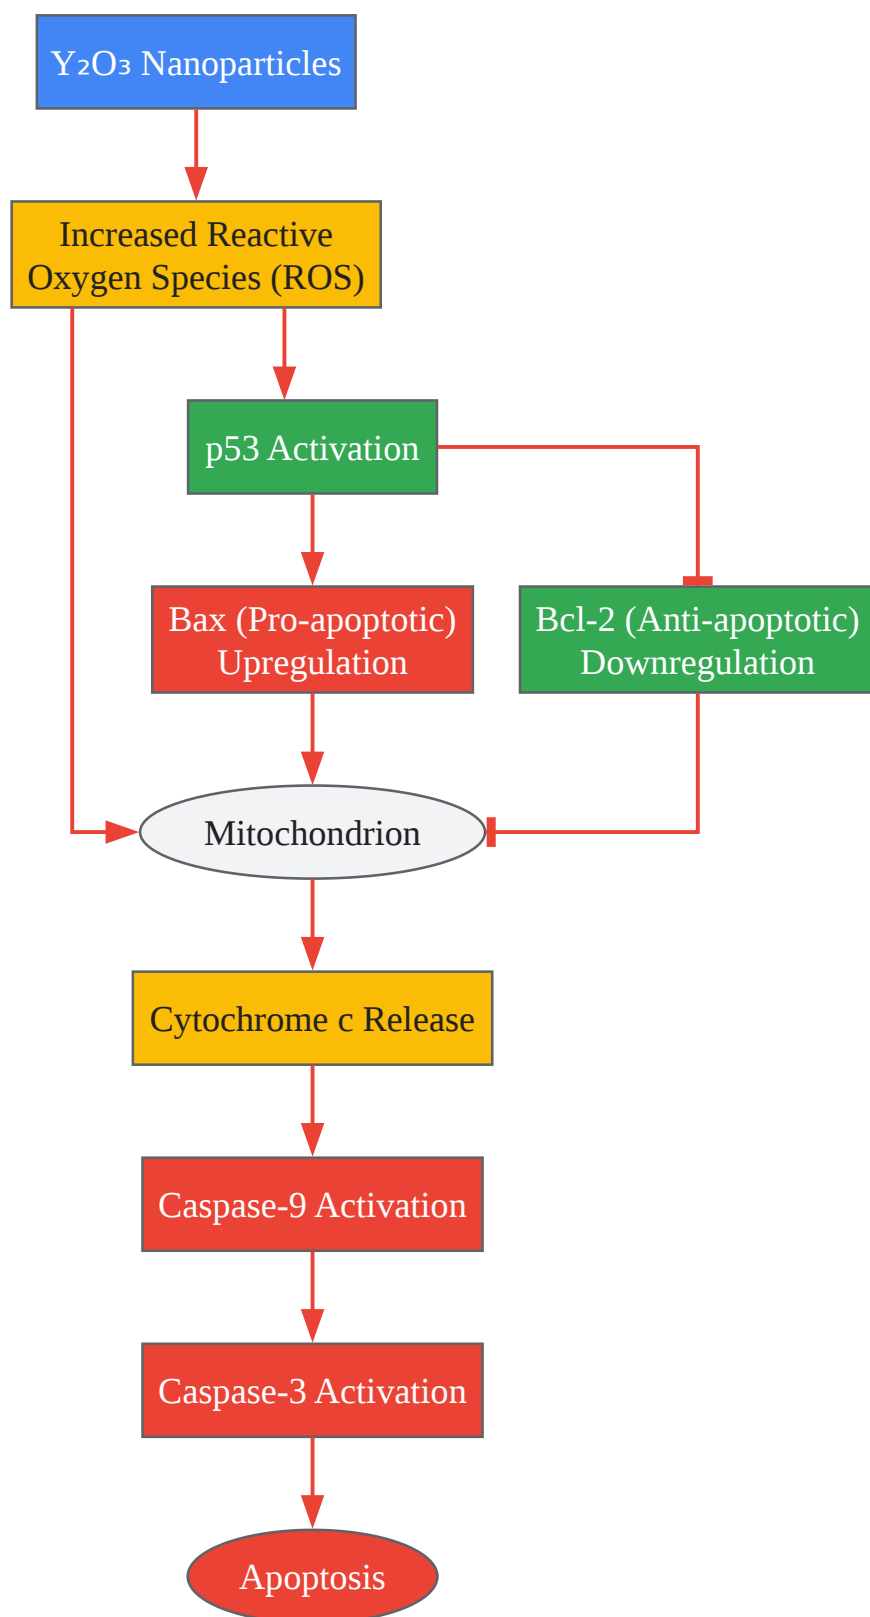 Y₂O₃ Nanoparticles
Increased Reactive
Oxygen Species (ROS)
p53 Activation
Bax (Pro-apoptotic)
Upregulation
Bcl-2 (Anti-apoptotic)
Downregulation
Mitochondrion
Cytochrome c Release
Caspase-9 Activation
Caspase-3 Activation
Apoptosis